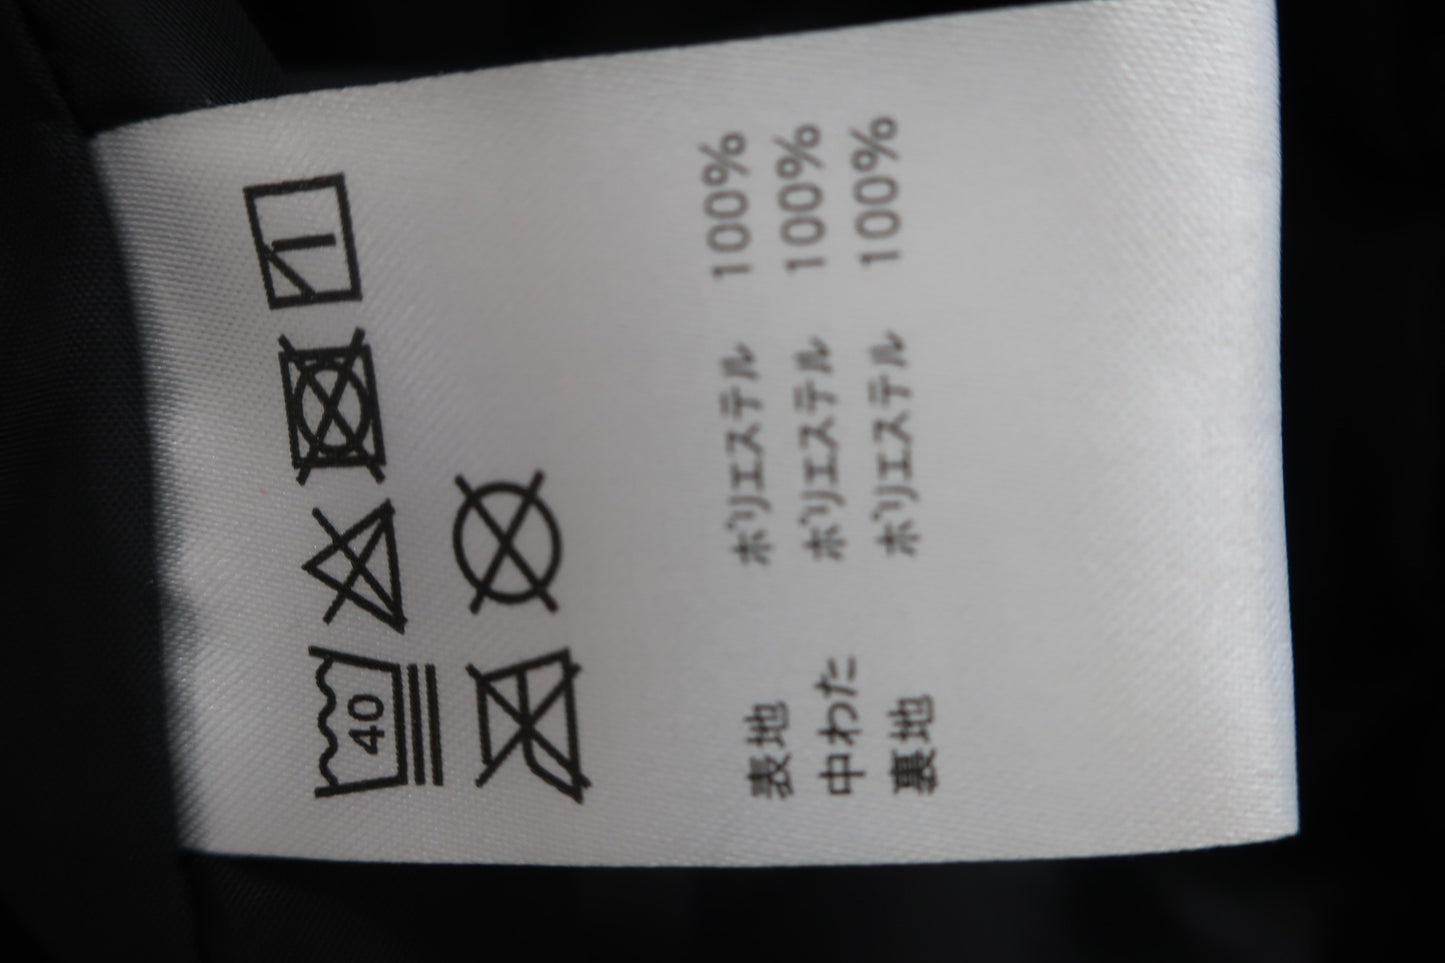 40
表地 ポリエステル 100%
中わた ポリエステル 100%
裏地 ポリエステル 100%